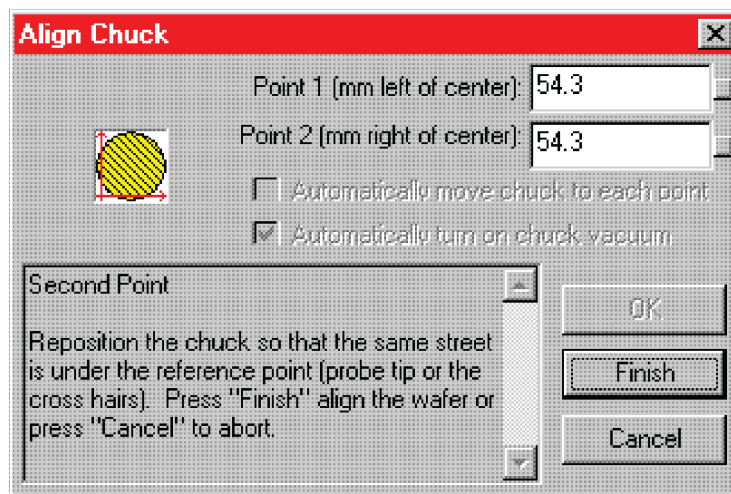 Align Chuck
Point 1 (mm left of center): 54.3
Point 2 (mm right of center): 54.3
Automatically move chuck to each point
Automatically turn on chuck vacuum
Second Point
Reposition the chuck so that the same street
is under the reference point (probe tip or the
cross hairs). Press "Finish" align the wafer or
press "Cancel" to abort.
OK
Finish
Cancel